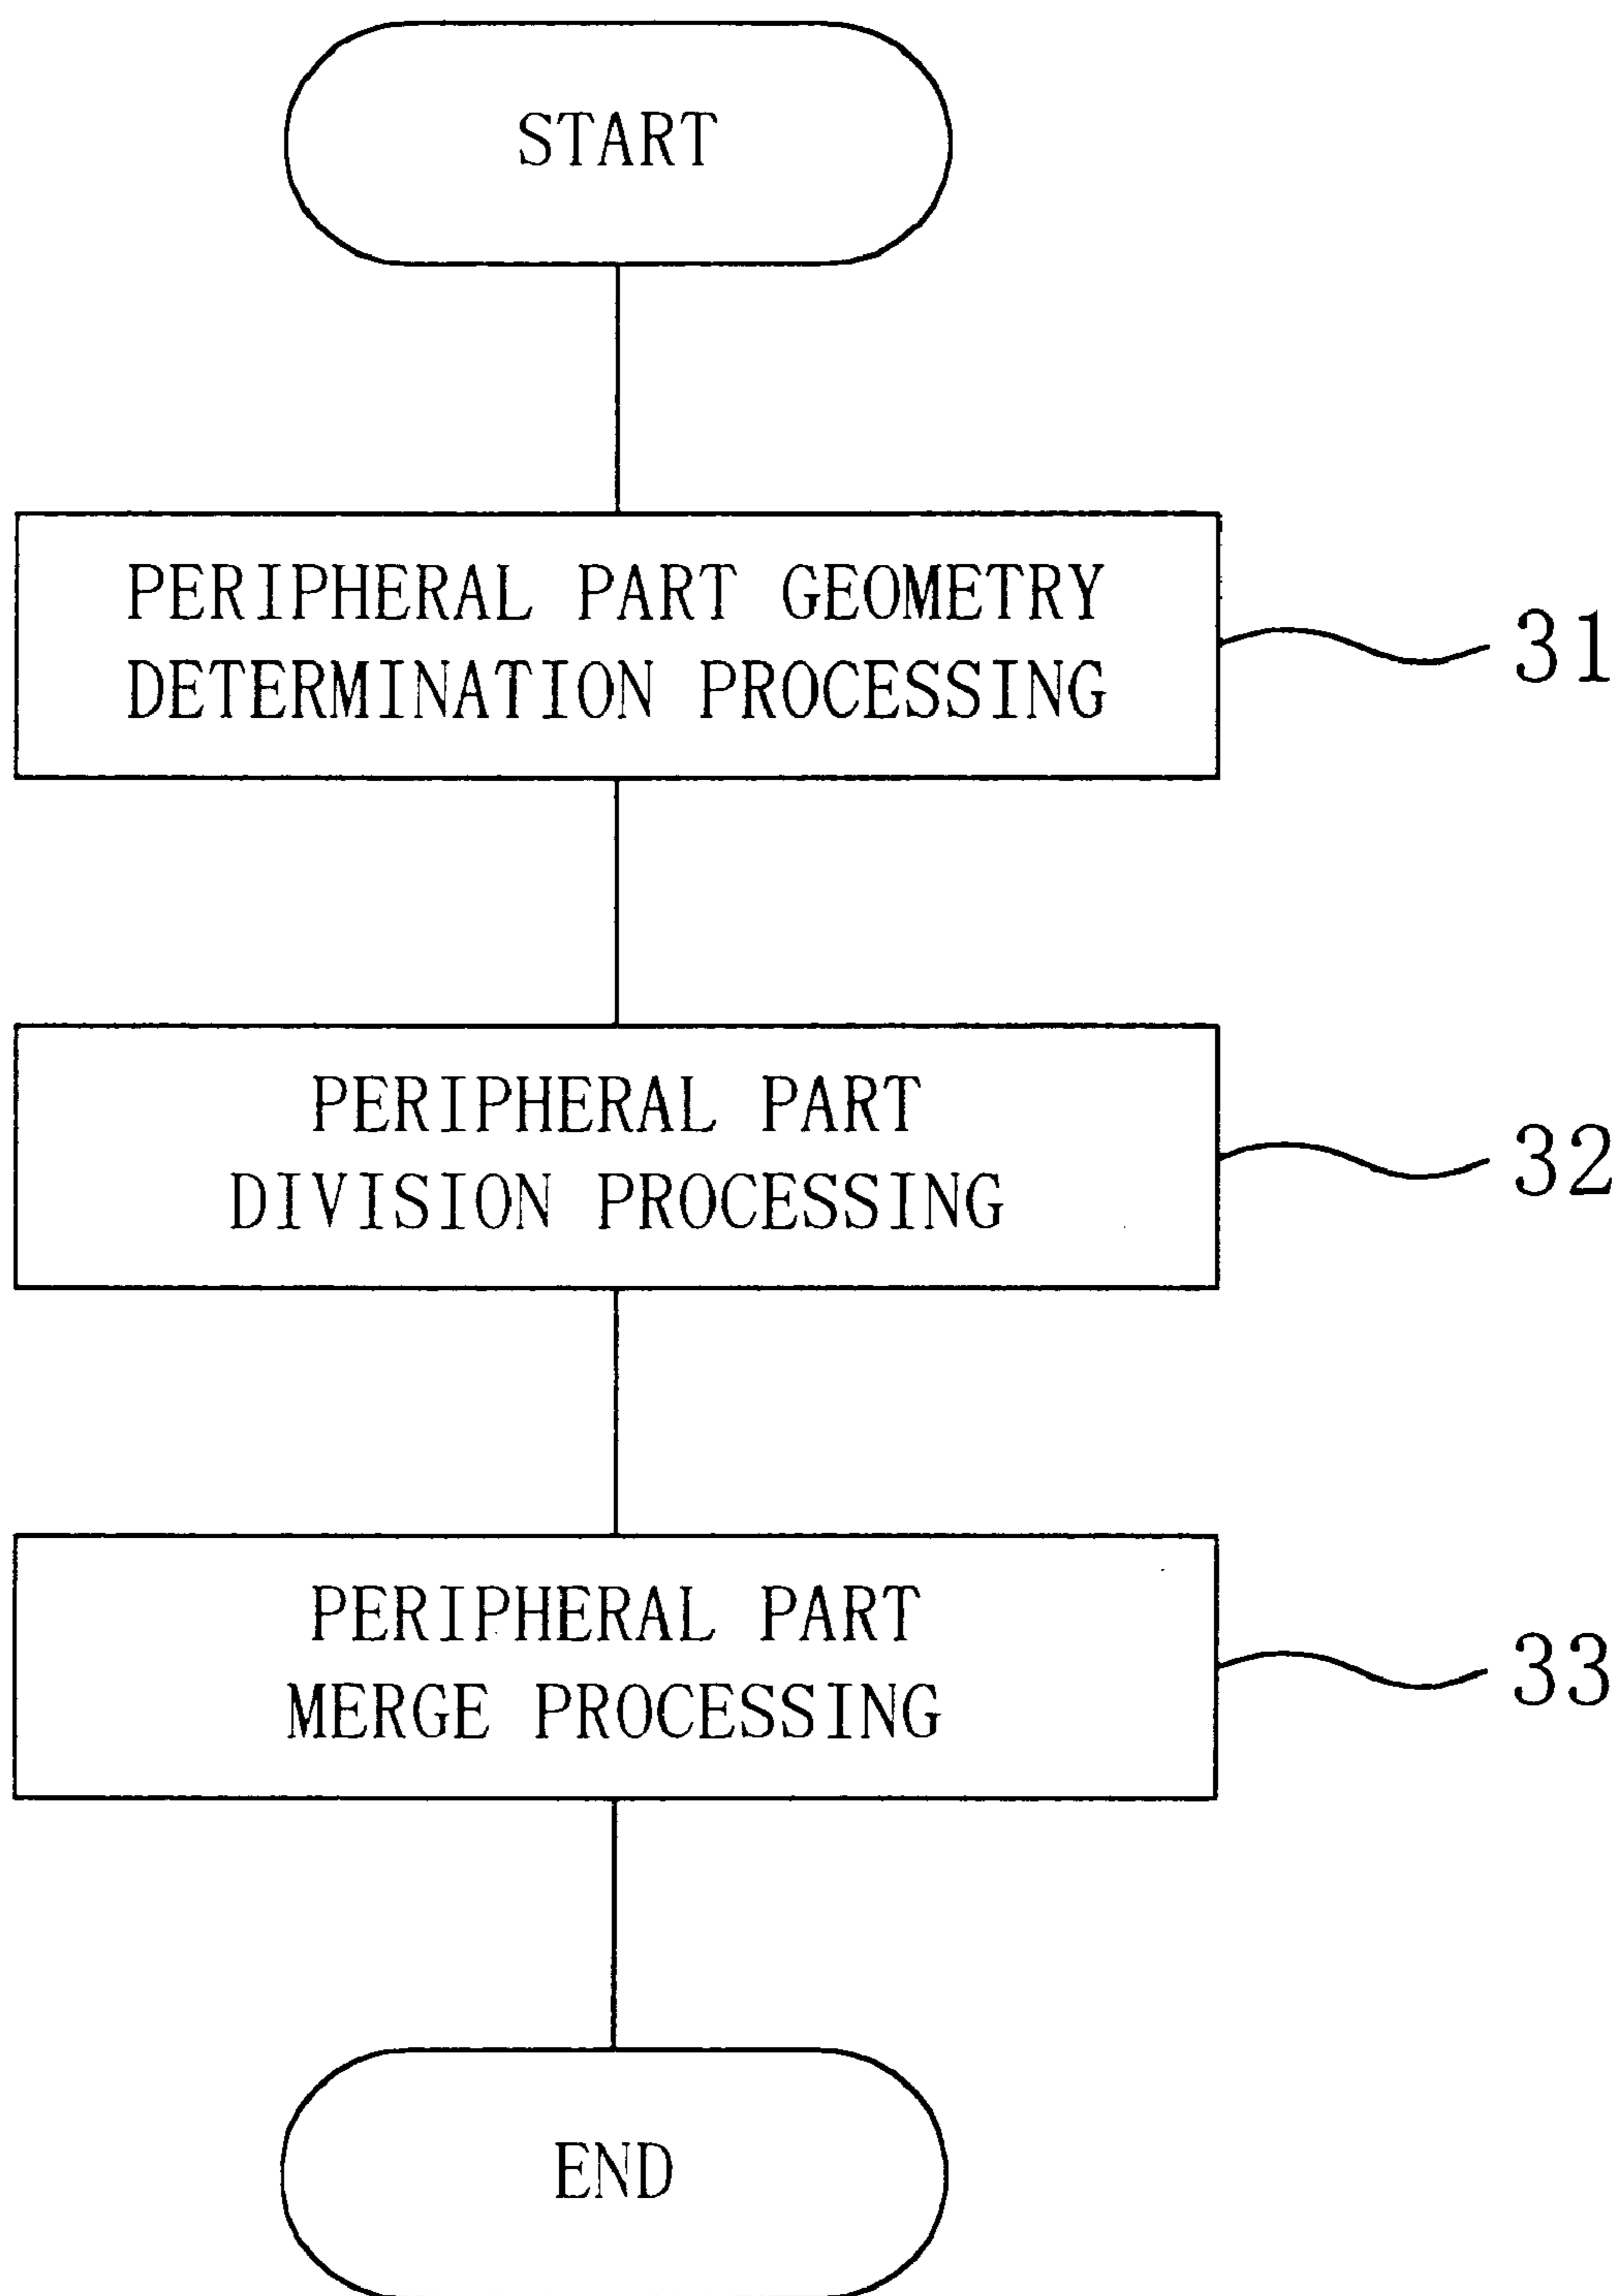 START
PERIPHERAL PART GEOMETRY
DETERMINATION PROCESSING
31
PERIPHERAL PART
DIVISION PROCESSING
32
PERIPHERAL PART
MERGE PROCESSING
33
END